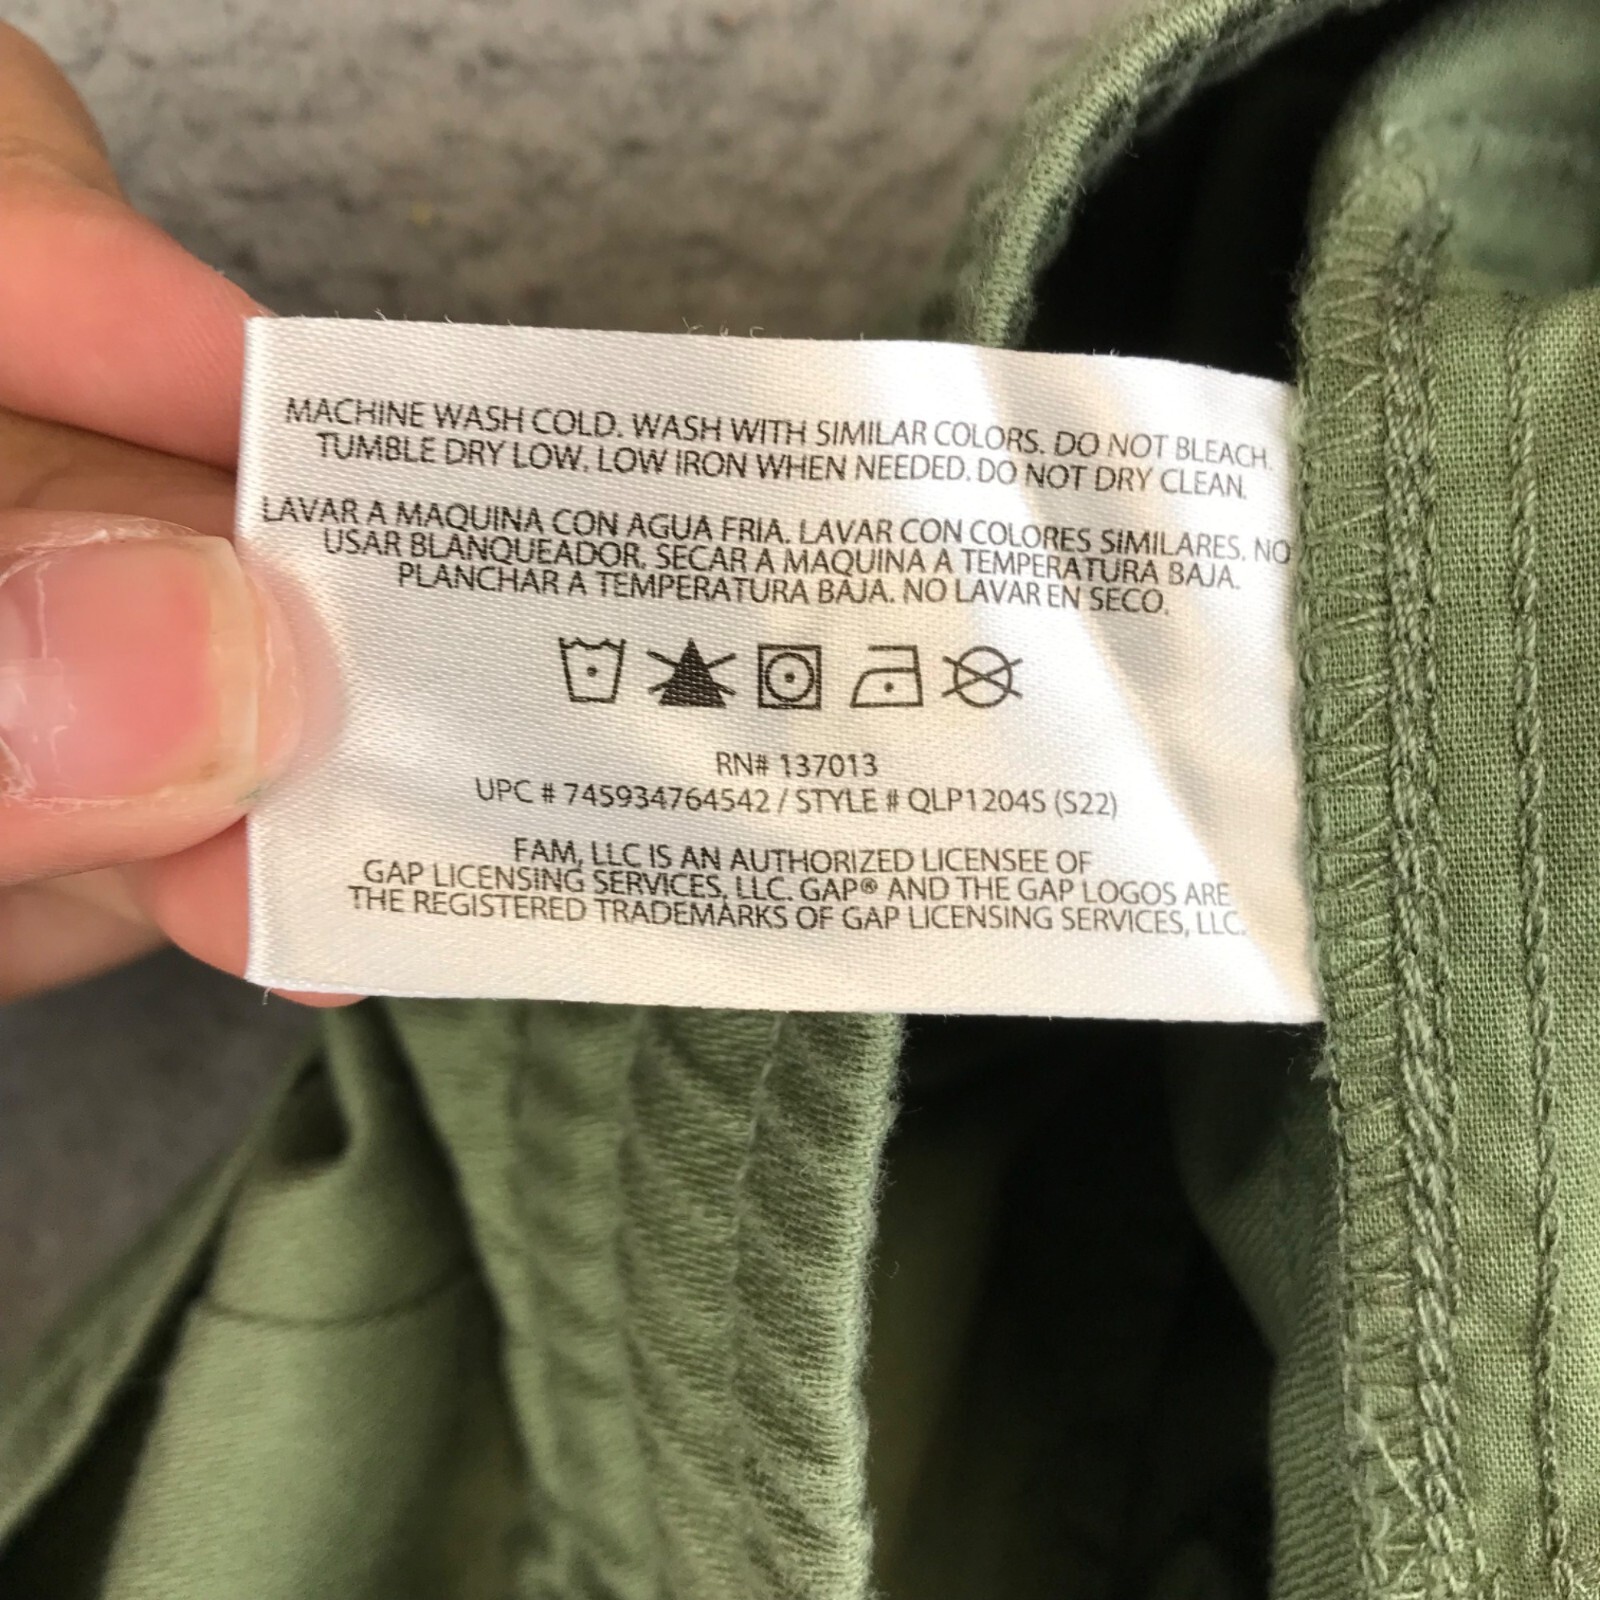 MACHINE WASH COLD. WASH WITH SIMILAR COLORS. DO NOT BLEACH.
TUMBLE DRY LOW. LOW IRON WHEN NEEDED. DO NOT DRY CLEAN.
LAVAR A MAQUINA CON AGUA FRIA. LAVAR CON COLORES SIMILARES. NO
USAR BLANQUEADOR. SECAR A MAQUINA A TEMPERATURA BAJA.
PLANCHAR A TEMPERATURA BAJA. NO LAVAR EN SECO.
RN# 137013
UPC # 745934764542 / STYLE # QLP1204S (S22)
FAM, LLC IS AN AUTHORIZED LICENSEE OF
GAP LICENSING SERVICES, LLC. GAP® AND THE GAP LOGOS ARE
THE REGISTERED TRADEMARKS OF GAP LICENSING SERVICES, LLC.